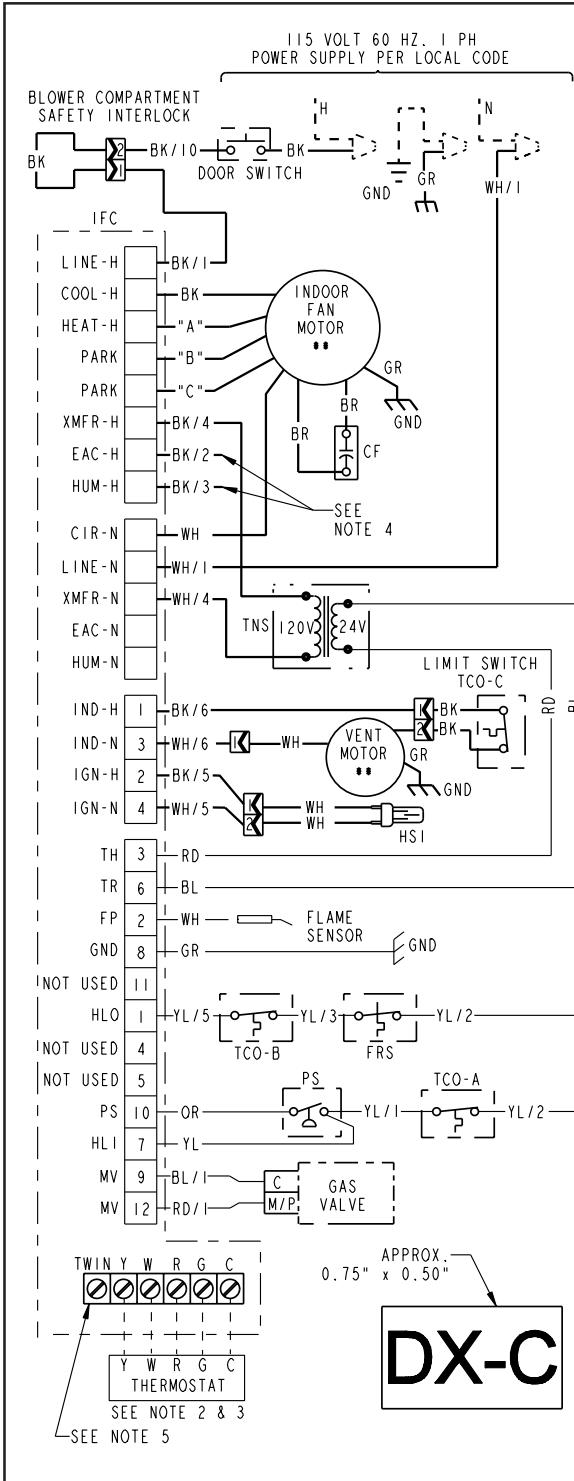 115 VOLT 60 HZ. 1 PH
POWER SUPPLY PER LOCAL CODE
BLOWER COMPARTMENT
SAFETY INTERLOCK
H
N
BK
2
1
BK/10
BK
DOOR SWITCH
GND
GR
WH/1
IFC
LINE-H BK/1
COOL-H BK
HEAT-H "A"
PARK "B"
PARK "C"
XMFR-H BK/4
EAC-H BK/2
HUM-H BK/3
INDOOR
FAN
MOTOR
**
GR
GND
BR
BR
CF
SEE
NOTE 4
CIR-N WH
LINE-N WH/1
XMFR-N WH/4
EAC-N
HUM-N
TNS 120V 24V
LIMIT SWITCH
TCO-C
RD
IND-H 1 BK/6
IND-N 3 WH/6 1 WH
IGN-H 2 BK/5
IGN-N 4 WH/5
1 BK
2 BK
VENT
MOTOR
**
GR
GND
1 WH
2 WH
HSI
TH 3 RD
TR 6 BL
FP 2 WH FLAME
SENSOR
GND 8 GR GND
NOT USED 11
HLO 1 YL/5 YL/3 YL/2
TCO-B FRS
NOT USED 4
NOT USED 5
PS TCO-A
PS 10 OR YL/1 YL/2
HLI 7 YL
MV 9 BL/1 C
MV 12 RD/1 M/P
GAS
VALVE
TWIN Y W R G C
Y W R G C
THERMOSTAT
SEE NOTE 2 & 3
SEE NOTE 5
APPROX.
0.75" x 0.50"
DX-C